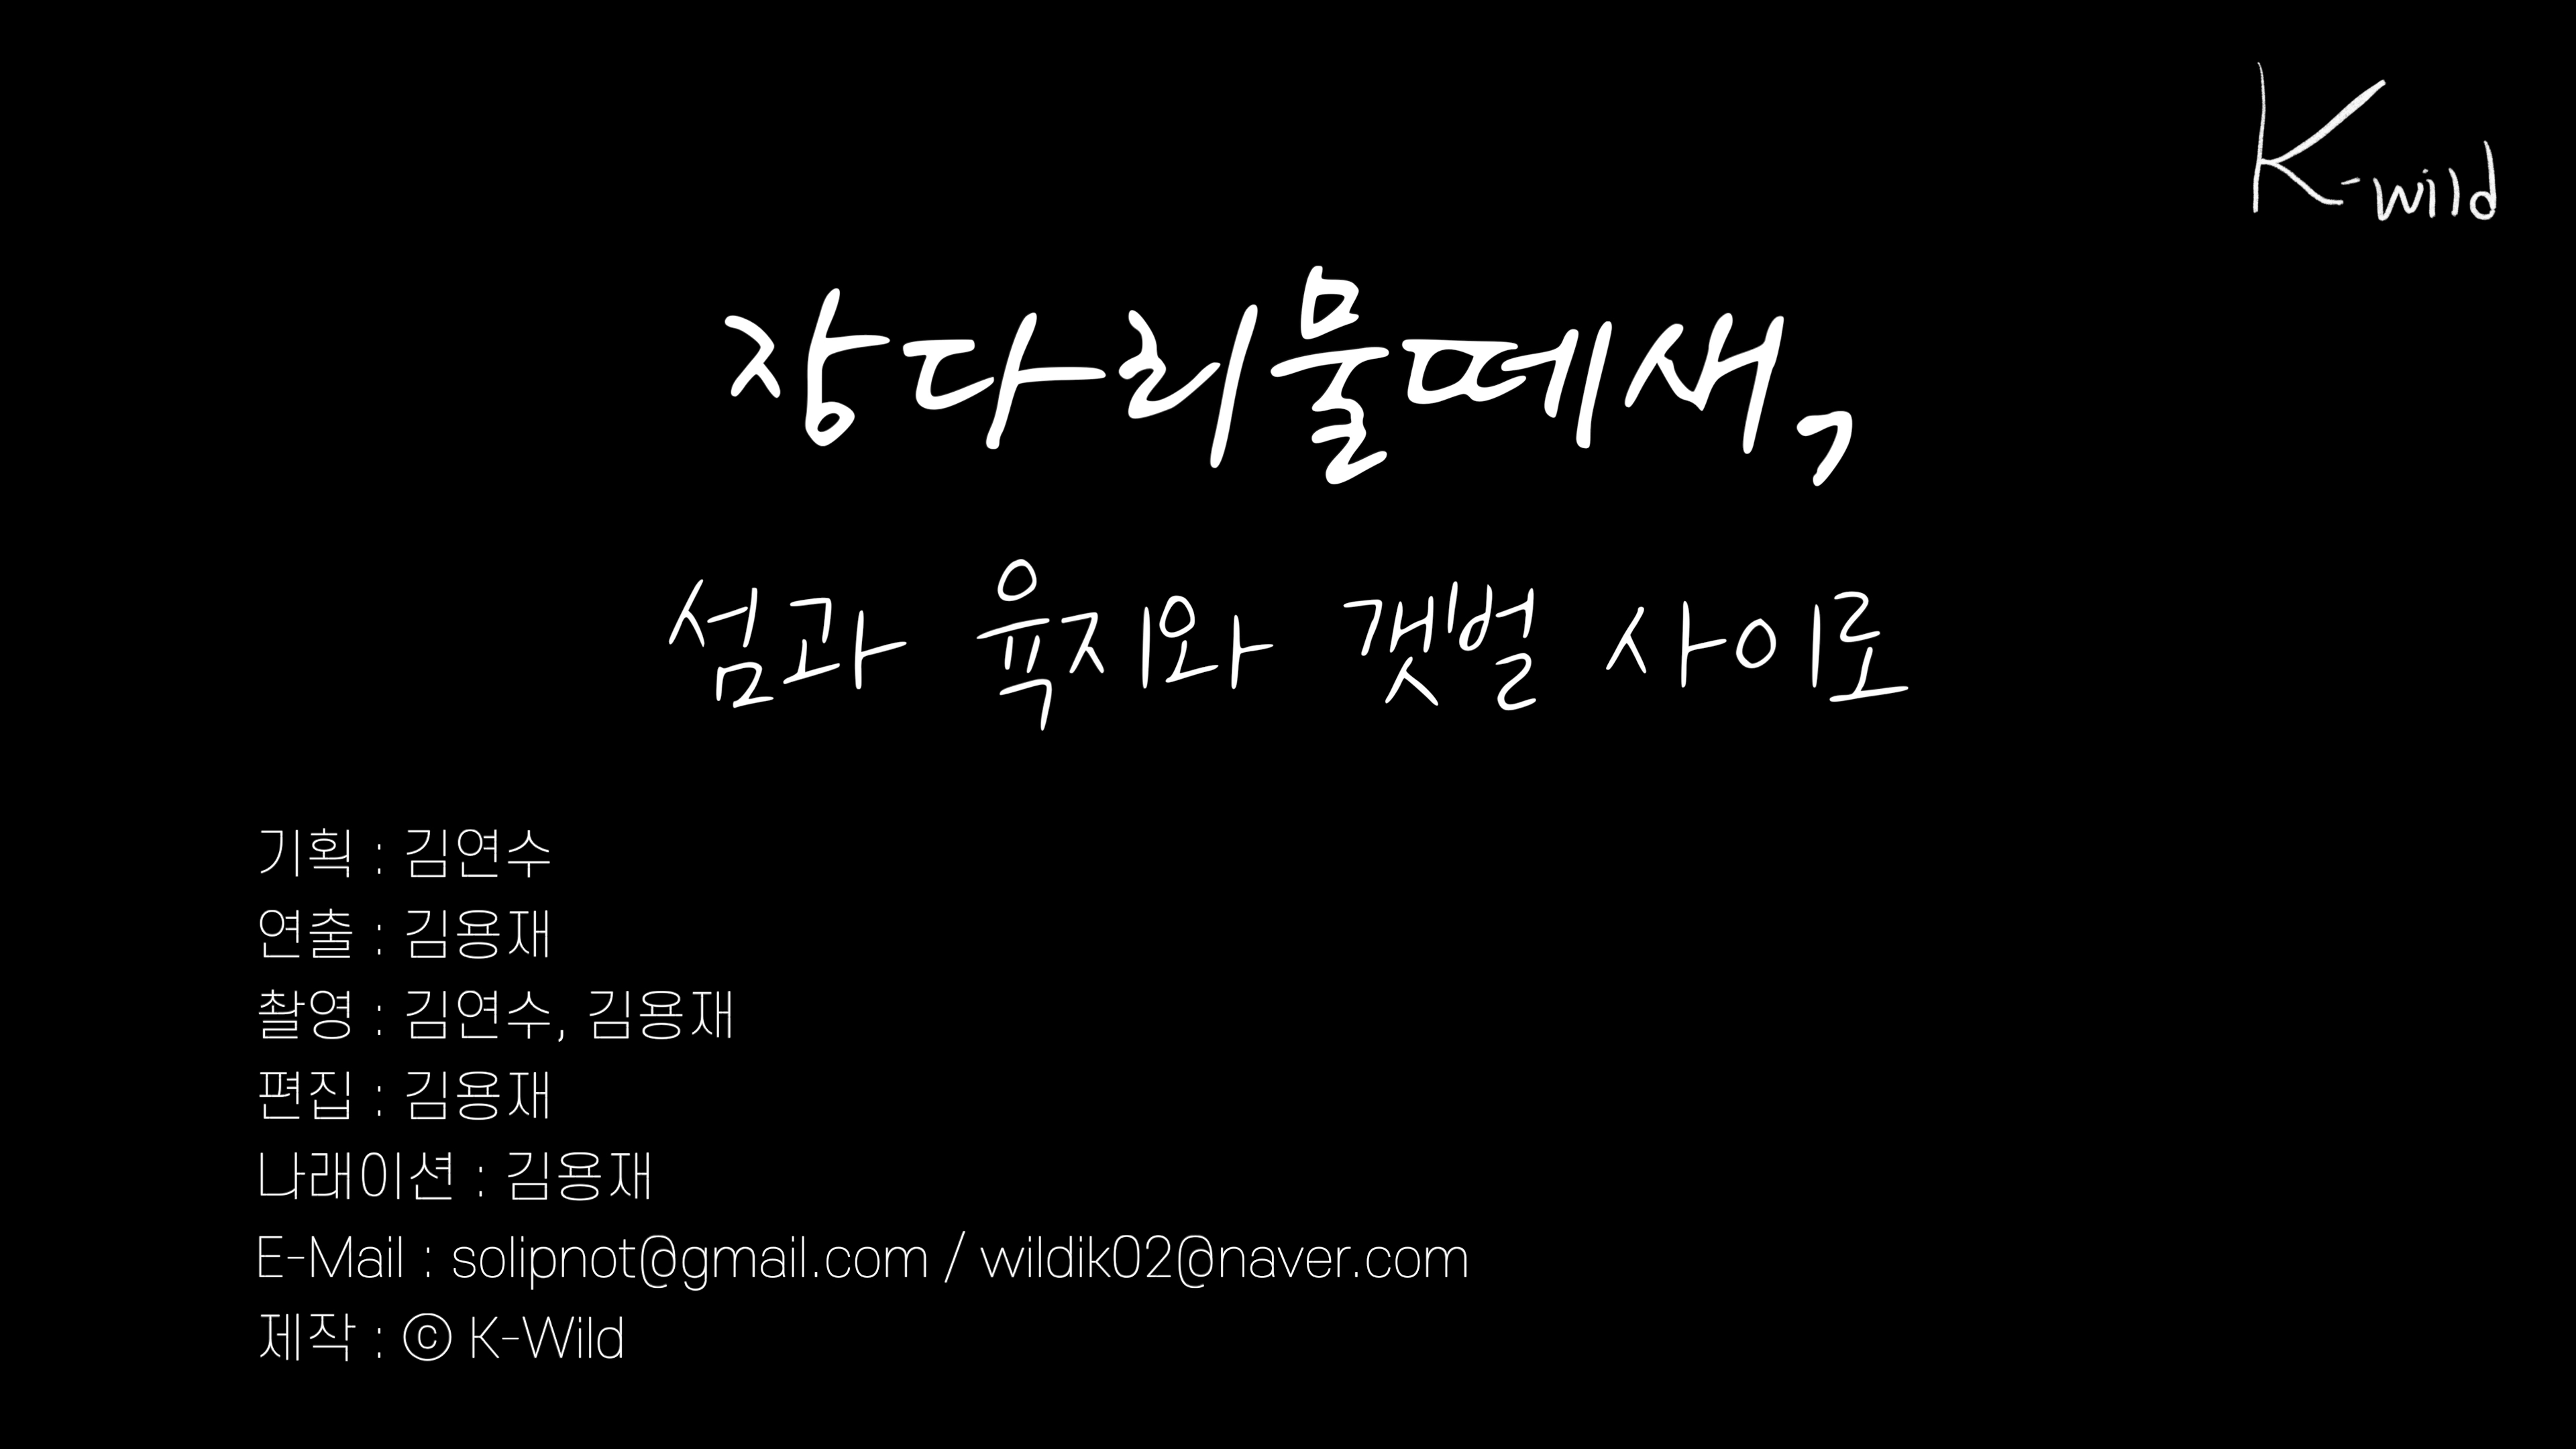 K-wild
장다리물떼새,
섬과 육지와 갯벌 사이로
기획 : 김연수
연출 : 김용재
촬영 : 김연수, 김용재
편집 : 김용재
나래이션 : 김용재
E-Mail : solipnot@gmail.com / wildik02@naver.com
제작 : ⓒ K-Wild